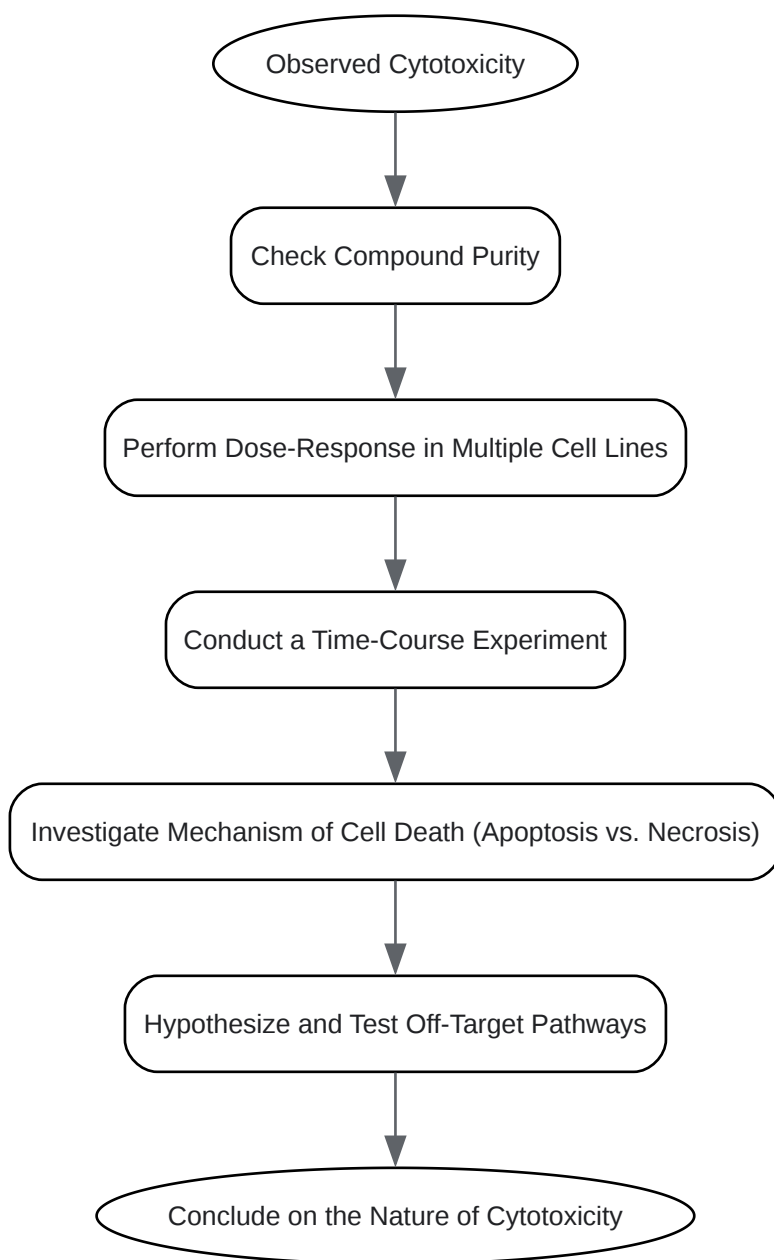 Observed Cytotoxicity
Check Compound Purity
Perform Dose-Response in Multiple Cell Lines
Conduct a Time-Course Experiment
Investigate Mechanism of Cell Death (Apoptosis vs. Necrosis)
Hypothesize and Test Off-Target Pathways
Conclude on the Nature of Cytotoxicity